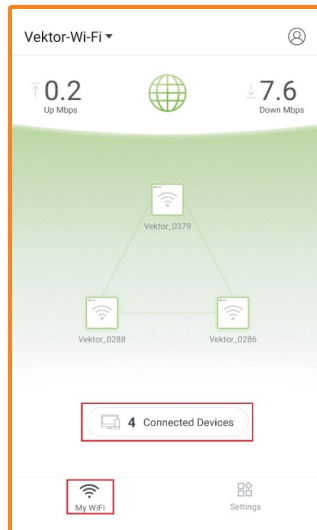 Vektor-Wi-Fi
0.2
Up Mbps
7.6
Down Mbps
Vektor_0379
Vektor_0288
Vektor_0286
4 Connected Devices
My WiFi
Settings